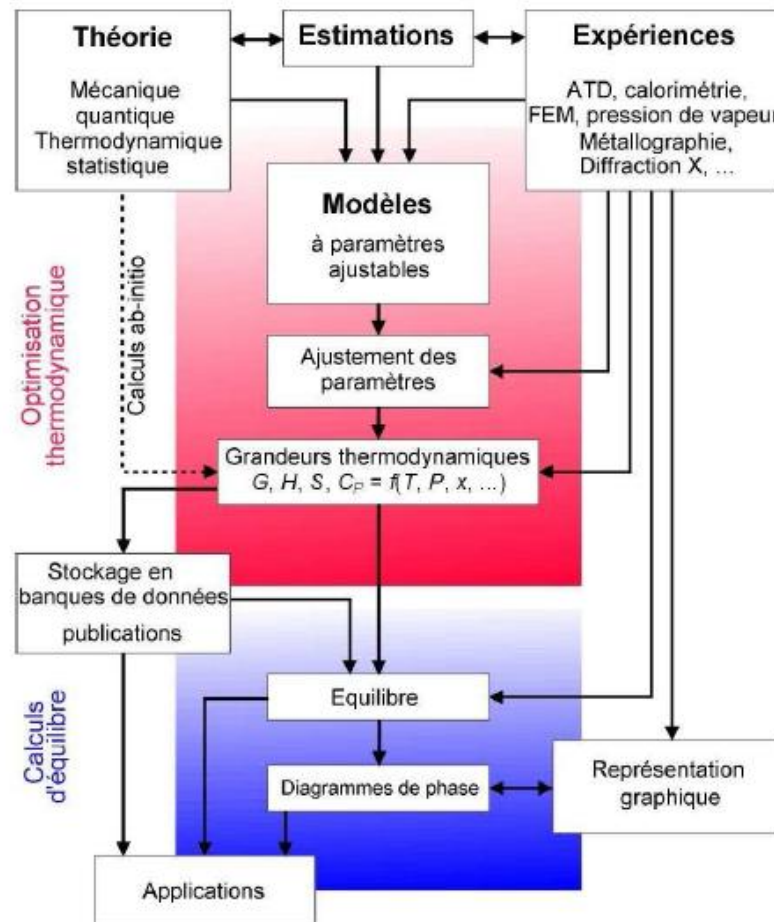 Théorie
Mécanique
quantique
Thermodynamique
statistique
Estimations
Expériences
ATD, calorimétrie,
FEM, pression de vapeur
Métallographie,
Diffraction X, ...
Modèles
à paramètres
ajustables
Optimisation
thermodynamique
Calculs ab-initio
Ajustement des
paramètres
Grandeurs thermodynamiques
G, H, S, CP = f(T, P, x, ...)
Stockage en
banques de données
publications
Calculs
d'équilibre
Equilibre
Diagrammes de phase
Représentation
graphique
Applications